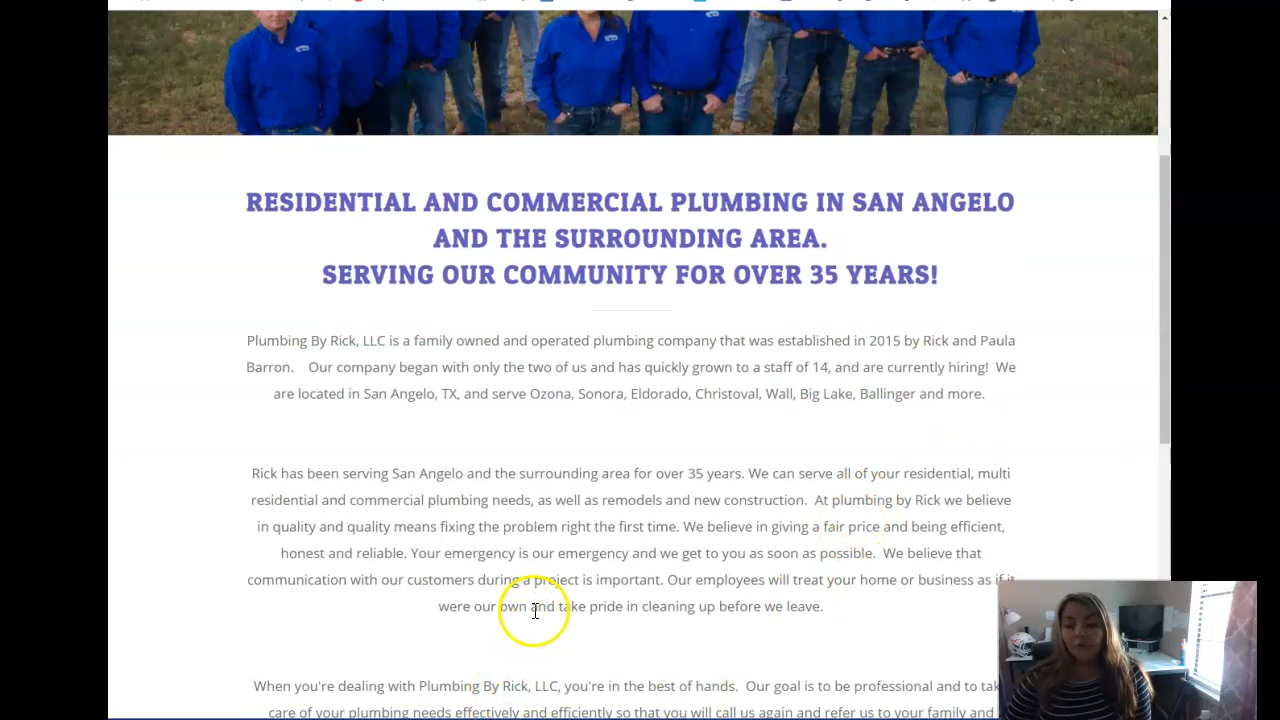 RESIDENTIAL AND COMMERCIAL PLUMBING IN SAN ANGELO
AND THE SURROUNDING AREA.
SERVING OUR COMMUNITY FOR OVER 35 YEARS!
Plumbing By Rick, LLC is a family owned and operated plumbing company that was established in 2015 by Rick and Paula
Barron. Our company began with only the two of us and has quickly grown to a staff of 14, and are currently hiring! We
are located in San Angelo, TX, and serve Ozona, Sonora, Eldorado, Christoval, Wall, Big Lake, Ballinger and more.
Rick has been serving San Angelo and the surrounding area for over 35 years. We can serve all of your residential, multi
residential and commercial plumbing needs, as well as remodels and new construction. At plumbing by Rick we believe
in quality and quality means fixing the problem right the first time. We believe in giving a fair price and being efficient,
honest and reliable. Your emergency is our emergency and we get to you as soon as possible. We believe that
communication with our customers during a project is important. Our employees will treat your home or business as if it
were our own and take pride in cleaning up before we leave.
When you're dealing with Plumbing By Rick, LLC, you're in the best of hands. Our goal is to be professional and to
care of your plumbing needs effectively and efficiently so that you will call us again and refer us to your family and